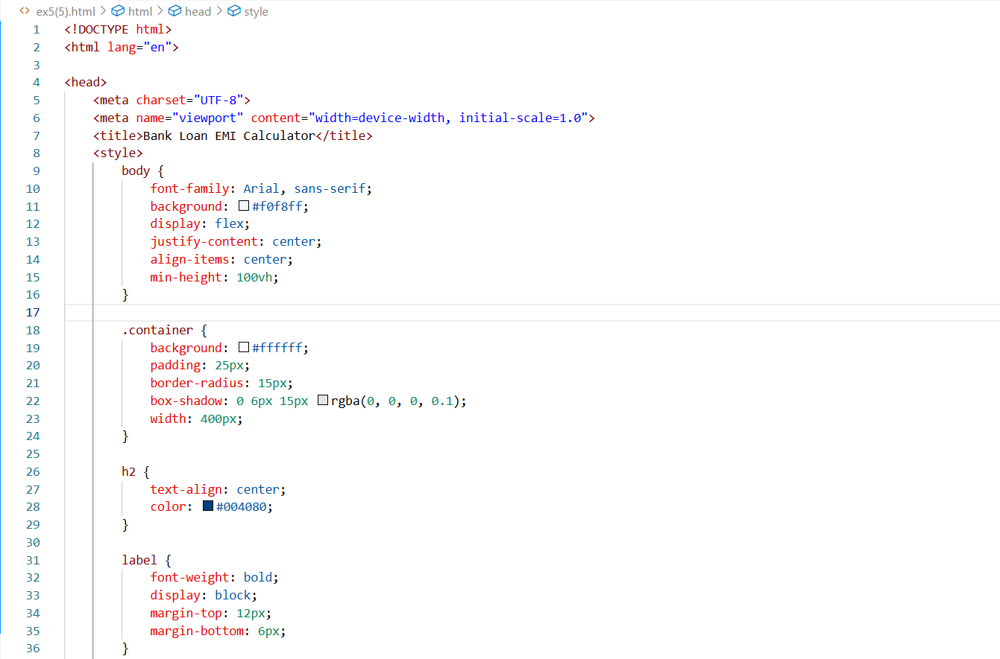 ex5(5).html > html > head > style
1 <!DOCTYPE html>
2 <html lang="en">
3
4 <head>
5     <meta charset="UTF-8">
6     <meta name="viewport" content="width=device-width, initial-scale=1.0">
7     <title>Bank Loan EMI Calculator</title>
8     <style>
9         body {
10             font-family: Arial, sans-serif;
11             background: #f0f8ff;
12             display: flex;
13             justify-content: center;
14             align-items: center;
15             min-height: 100vh;
16         }
17
18         .container {
19             background: #ffffff;
20             padding: 25px;
21             border-radius: 15px;
22             box-shadow: 0 6px 15px rgba(0, 0, 0, 0.1);
23             width: 400px;
24         }
25
26         h2 {
27             text-align: center;
28             color: #004080;
29         }
30
31         label {
32             font-weight: bold;
33             display: block;
34             margin-top: 12px;
35             margin-bottom: 6px;
36         }